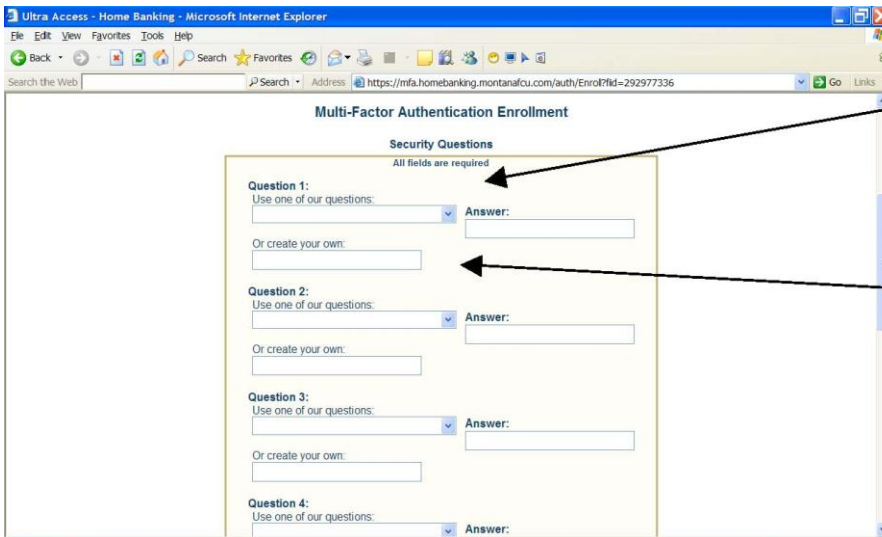 Ultra Access - Home Banking - Microsoft Internet Explorer
File Edit View Favorites Tools Help
Back Search Favorites
Search the Web Search Address https://mfa.homebanking.montanafcu.com/auth/Enroll?fid=292977336 Go Links
Multi-Factor Authentication Enrollment
Security Questions
All fields are required
Question 1:
Use one of our questions:
Answer:
Or create your own:
Question 2:
Use one of our questions:
Answer:
Or create your own:
Question 3:
Use one of our questions:
Answer:
Or create your own:
Question 4:
Use one of our questions:
Answer: